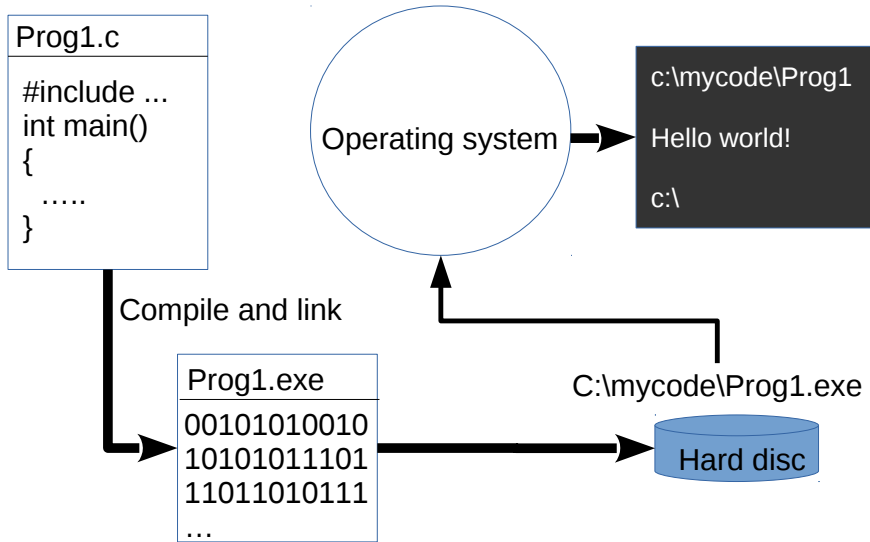 Prog1.c
#include ...
int main()
{
…..
}
Compile and link
Prog1.exe
00101010010
10101011101
11011010111
...
Operating system
c:\mycode\Prog1
Hello world!
c:\
C:\mycode\Prog1.exe
Hard disc